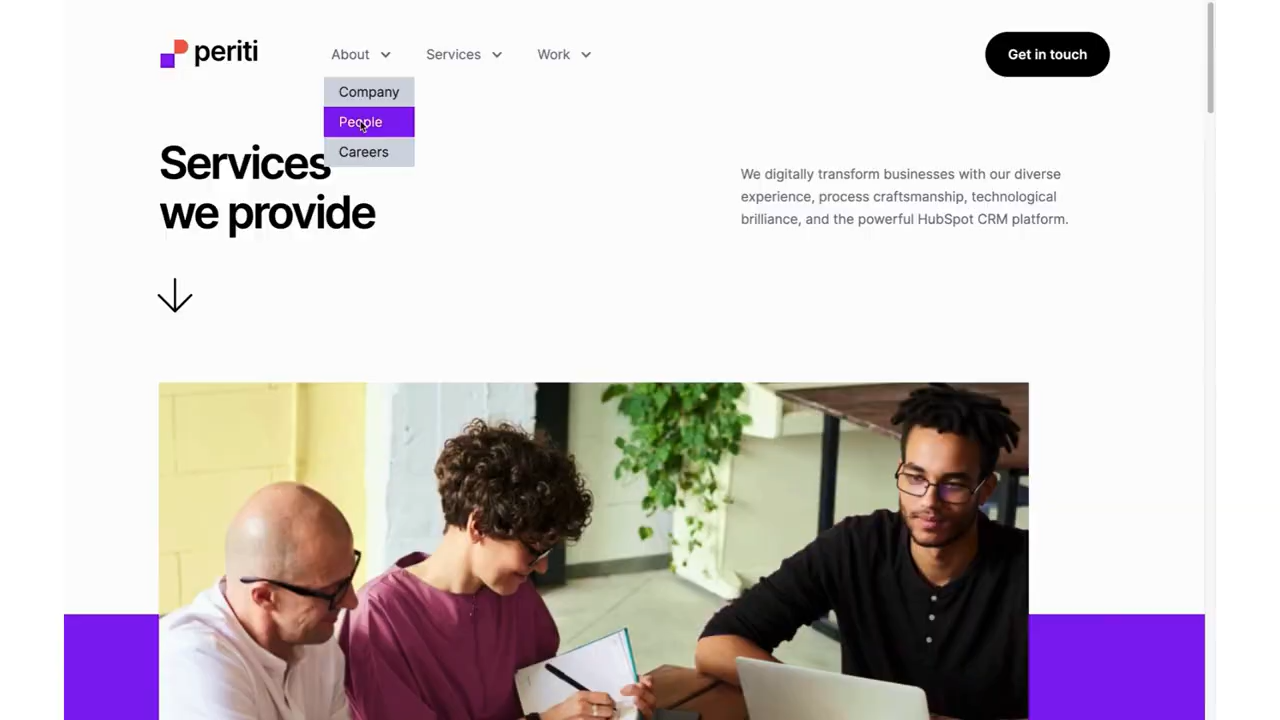 periti
About
Services
Work
Get in touch
Company
People
Careers
Services
we provide
We digitally transform businesses with our diverse
experience, process craftsmanship, technological
brilliance, and the powerful HubSpot CRM platform.